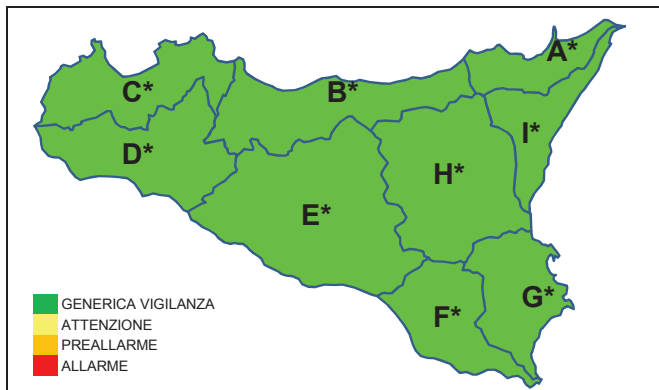 A*
C*
B*
I*
D*
H*
E*
G*
F*
GENERICA VIGILANZA
ATTENZIONE
PREALLARME
ALLARME